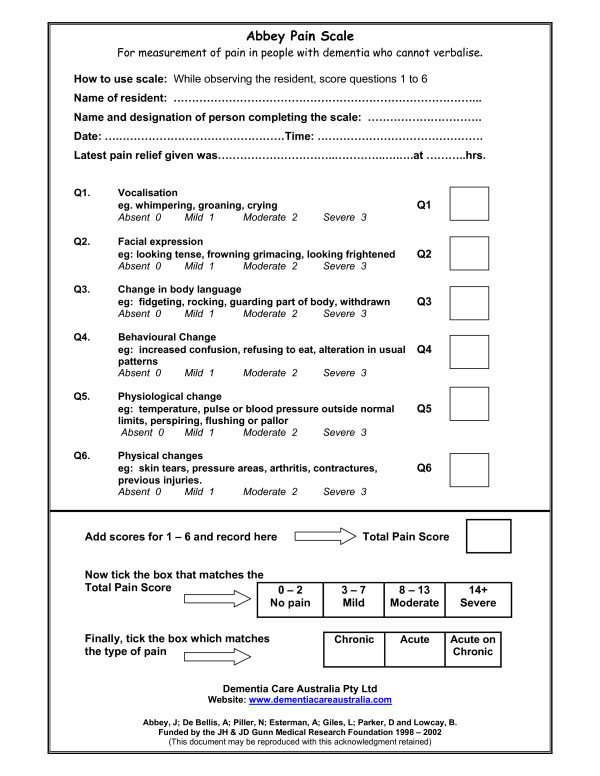 Abbey Pain Scale
For measurement of pain in people with dementia who cannot verbalise.
How to use scale: While observing the resident, score questions 1 to 6
Name of resident: ………………………………………………………………………...
Name and designation of person completing the scale: ………………………….
Date: …………………………………………Time: ………………………………………
Latest pain relief given was…………………………..…………..….….at ………..hrs.
Q1. Vocalisation
eg. whimpering, groaning, crying Q1
Absent 0 Mild 1 Moderate 2 Severe 3
Q2. Facial expression
eg: looking tense, frowning grimacing, looking frightened Q2
Absent 0 Mild 1 Moderate 2 Severe 3
Q3. Change in body language
eg: fidgeting, rocking, guarding part of body, withdrawn Q3
Absent 0 Mild 1 Moderate 2 Severe 3
Q4. Behavioural Change
eg: increased confusion, refusing to eat, alteration in usual Q4
patterns
Absent 0 Mild 1 Moderate 2 Severe 3
Q5. Physiological change
eg: temperature, pulse or blood pressure outside normal Q5
limits, perspiring, flushing or pallor
Absent 0 Mild 1 Moderate 2 Severe 3
Q6. Physical changes
eg: skin tears, pressure areas, arthritis, contractures, Q6
previous injuries.
Absent 0 Mild 1 Moderate 2 Severe 3
Add scores for 1 – 6 and record here Total Pain Score
Now tick the box that matches the
Total Pain Score
0 – 2 3 – 7 8 – 13 14+
No pain Mild Moderate Severe
Finally, tick the box which matches
the type of pain
Chronic Acute Acute on
Chronic
Dementia Care Australia Pty Ltd
Website: www.dementiacareaustralia.com
Abbey, J; De Bellis, A; Piller, N; Esterman, A; Giles, L; Parker, D and Lowcay, B.
Funded by the JH & JD Gunn Medical Research Foundation 1998 – 2002
(This document may be reproduced with this acknowledgment retained)